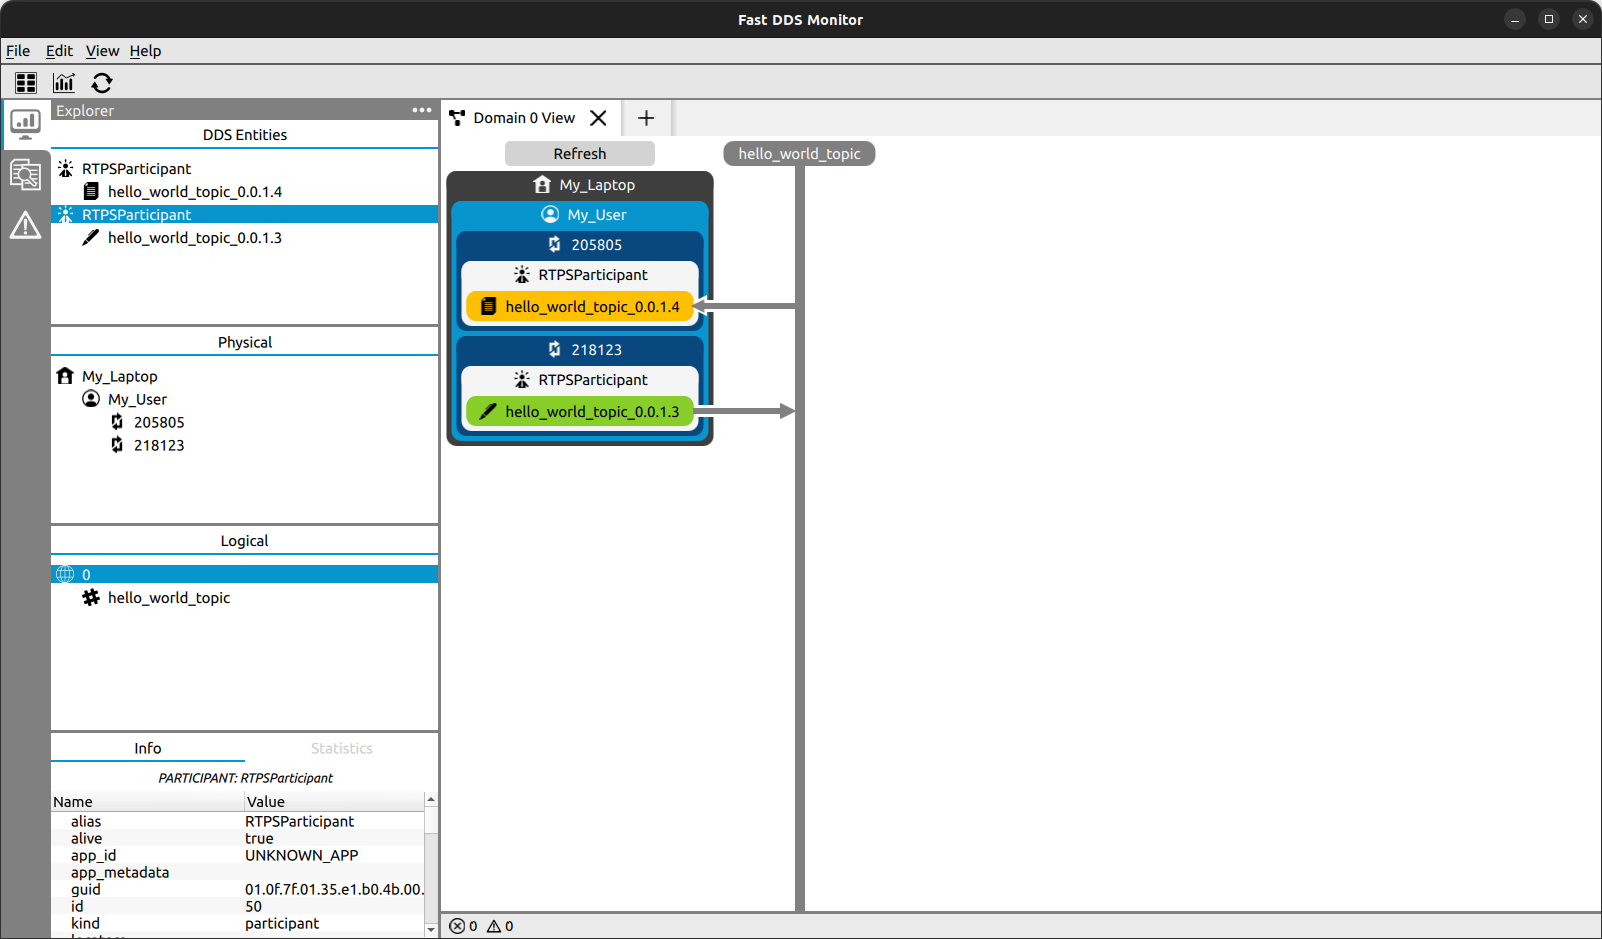 Fast DDS Monitor
File Edit View Help
Explorer
DDS Entities
RTPSParticipant
hello_world_topic_0.0.1.4
RTPSParticipant
hello_world_topic_0.0.1.3
Physical
My_Laptop
My_User
205805
218123
Logical
0
hello_world_topic
Info Statistics
PARTICIPANT: RTPSParticipant
Name Value
alias RTPSParticipant
alive true
app_id UNKNOWN_APP
app_metadata
guid 01.0f.7f.01.35.e1.b0.4b.00.
id 50
kind participant
Domain 0 View
Refresh
hello_world_topic
My_Laptop
My_User
205805
RTPSParticipant
hello_world_topic_0.0.1.4
218123
RTPSParticipant
hello_world_topic_0.0.1.3
0 0